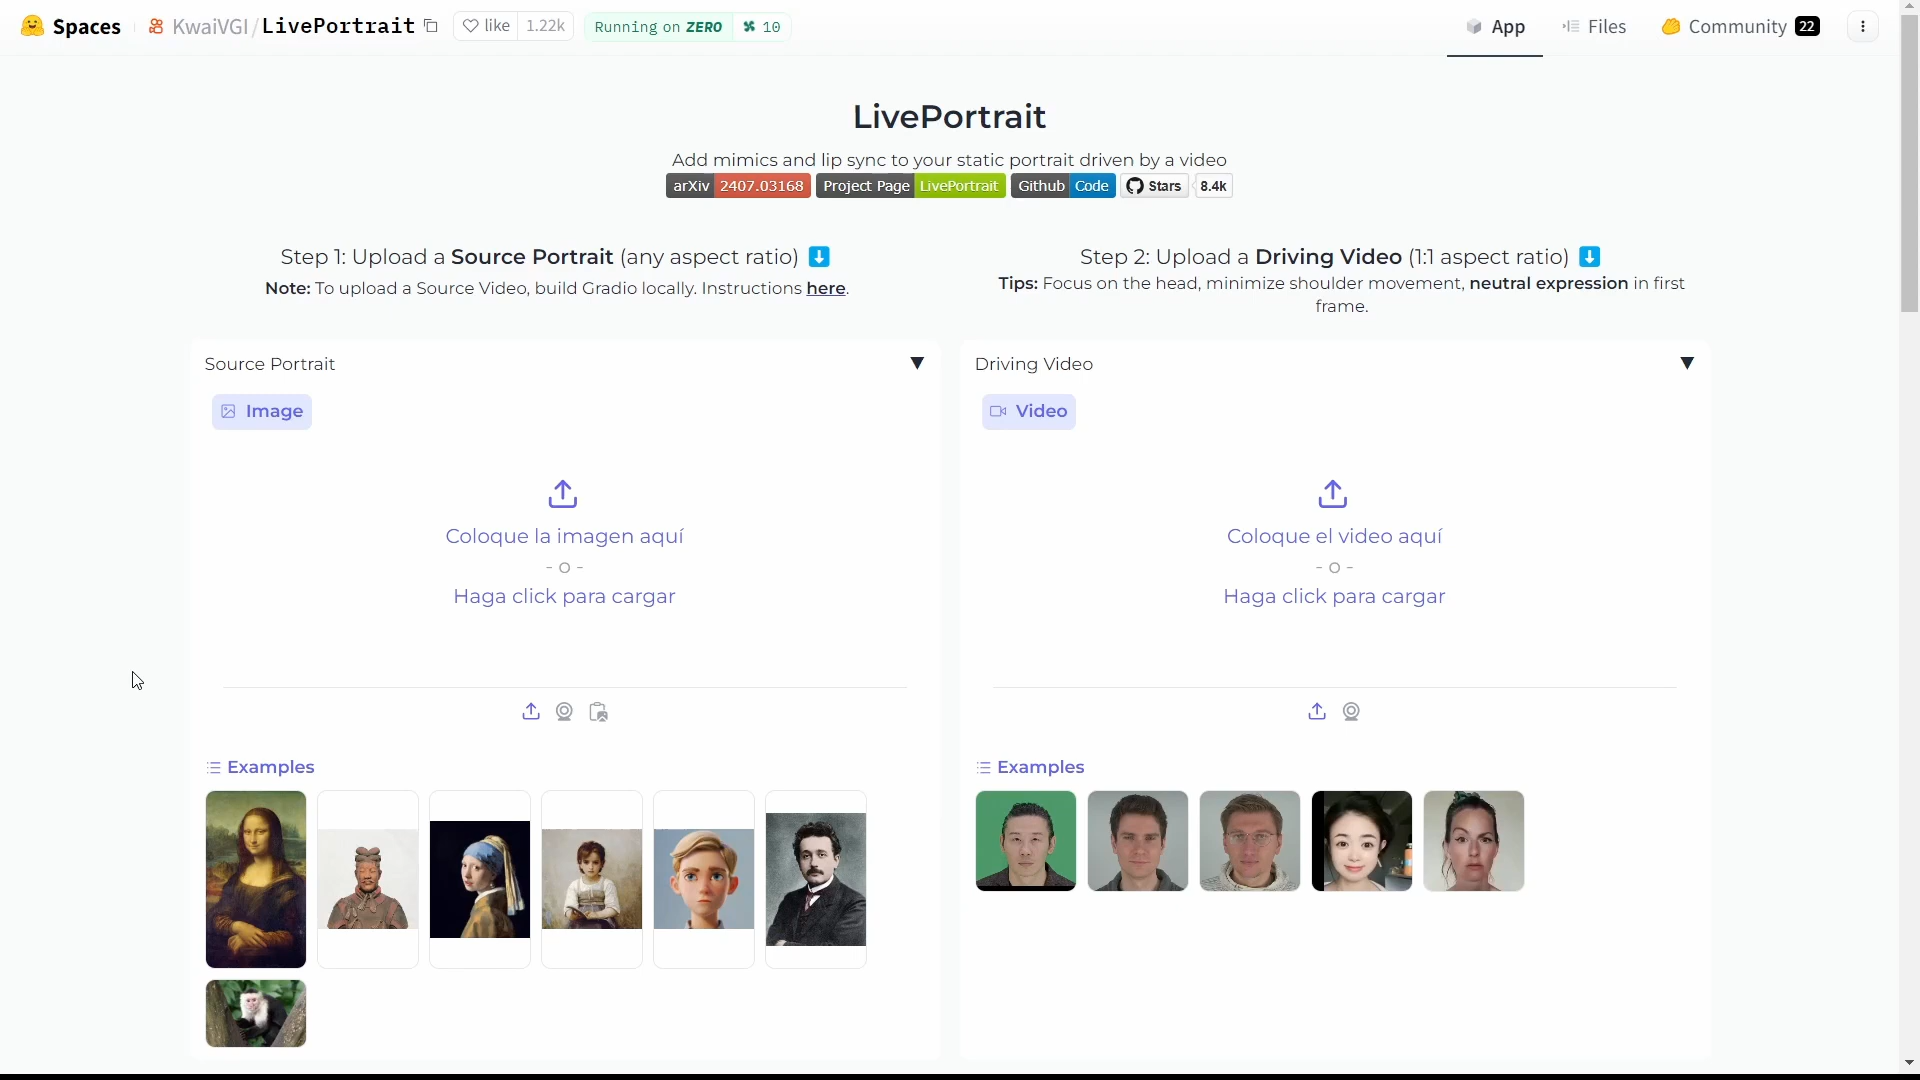 Spaces KwaiVGI/LivePortrait like 1.22k Running on ZERO 10 App Files Community 22
LivePortrait
Add mimics and lip sync to your static portrait driven by a video
arXiv 2407.03168 Project Page LivePortrait Github Code Stars 8.4k
Step 1: Upload a Source Portrait (any aspect ratio)
Note: To upload a Source Video, build Gradio locally. Instructions here.
Step 2: Upload a Driving Video (1:1 aspect ratio)
Tips: Focus on the head, minimize shoulder movement, neutral expression in first
frame.
Source Portrait
Image
Coloque la imagen aquí
- o -
Haga click para cargar
Examples
Driving Video
Video
Coloque el video aquí
- o -
Haga click para cargar
Examples